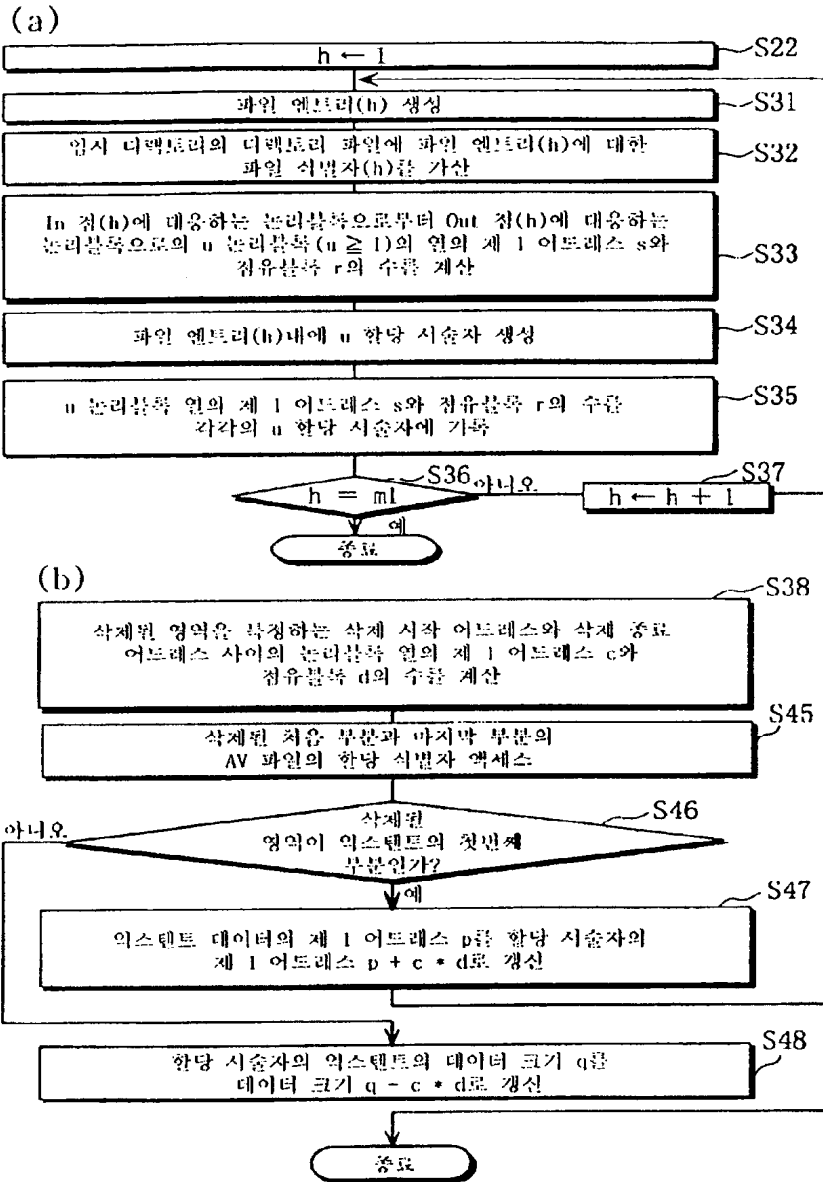 (a)
h ← 1
S22
파일 엔트리(h) 생성
S31
임시 디렉토리의 디렉토리 파일에 파일 엔트리(h)에 대한
파일 식별자(h)를 가산
S32
In 점(h)에 대응하는 논리블록으로부터 Out 점(h)에 대응하는
논리블록으로의 u 논리블록(u ≧ 1)의 열의 제 1 어드레스 s와
점유블록 r의 수를 계산
S33
파일 엔트리(h)내에 u 할당 시술자 생성
S34
u 논리블록 열의 제 1 어드레스 s와 점유블록 r의 수를
각각의 u 할당 시술자에 기록
S35
h = m1
S36
아니오
h ← h + 1
S37
예
종료
(b)
S38
삭제될 영역을 특정하는 삭제 시작 어드레스와 삭제 종료
어드레스 사이의 논리블록 열의 제 1 어드레스 c와
점유블록 d의 수를 계산
S45
삭제될 처음 부분과 마지막 부분의
AV 파일의 할당 식별자 액세스
S46
아니오
삭제될
영역이 익스텐트의 첫번째
부분인가?
예
S47
익스텐트 데이터의 제 1 어드레스 p를 할당 시술자의
제 1 어드레스 p + c * d로 갱신
S48
할당 시술자의 익스텐트의 데이터 크기 q를
데이터 크기 q - c * d로 갱신
종료